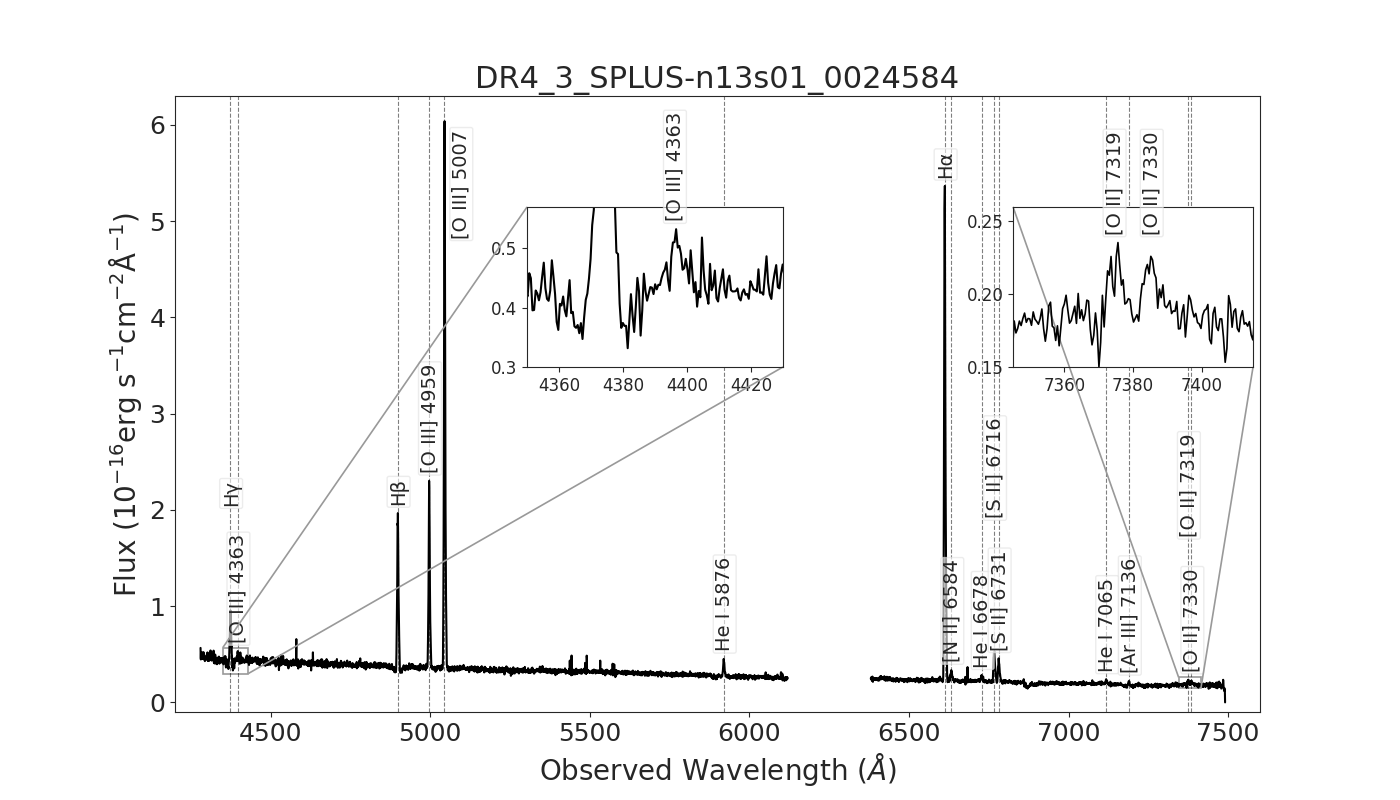 DR4_3_SPLUS-n13s01_0024584
Flux (10−16erg s−1cm−2Å−1)
6
5
4
3
2
1
0
Hγ
[O III] 4363
Hβ
[O III] 4959
[O III] 5007
He I 5876
Hα
[N II] 6584
He I 6678
[S II] 6716
[S II] 6731
He I 7065
[Ar III] 7136
[O II] 7319
[O II] 7330
[O III] 4363
0.5
0.4
0.3
4360
4380
4400
4420
[O II] 7319
[O II] 7330
0.25
0.20
0.15
7360
7380
7400
4500
5000
5500
6000
6500
7000
7500
Observed Wavelength (Å)